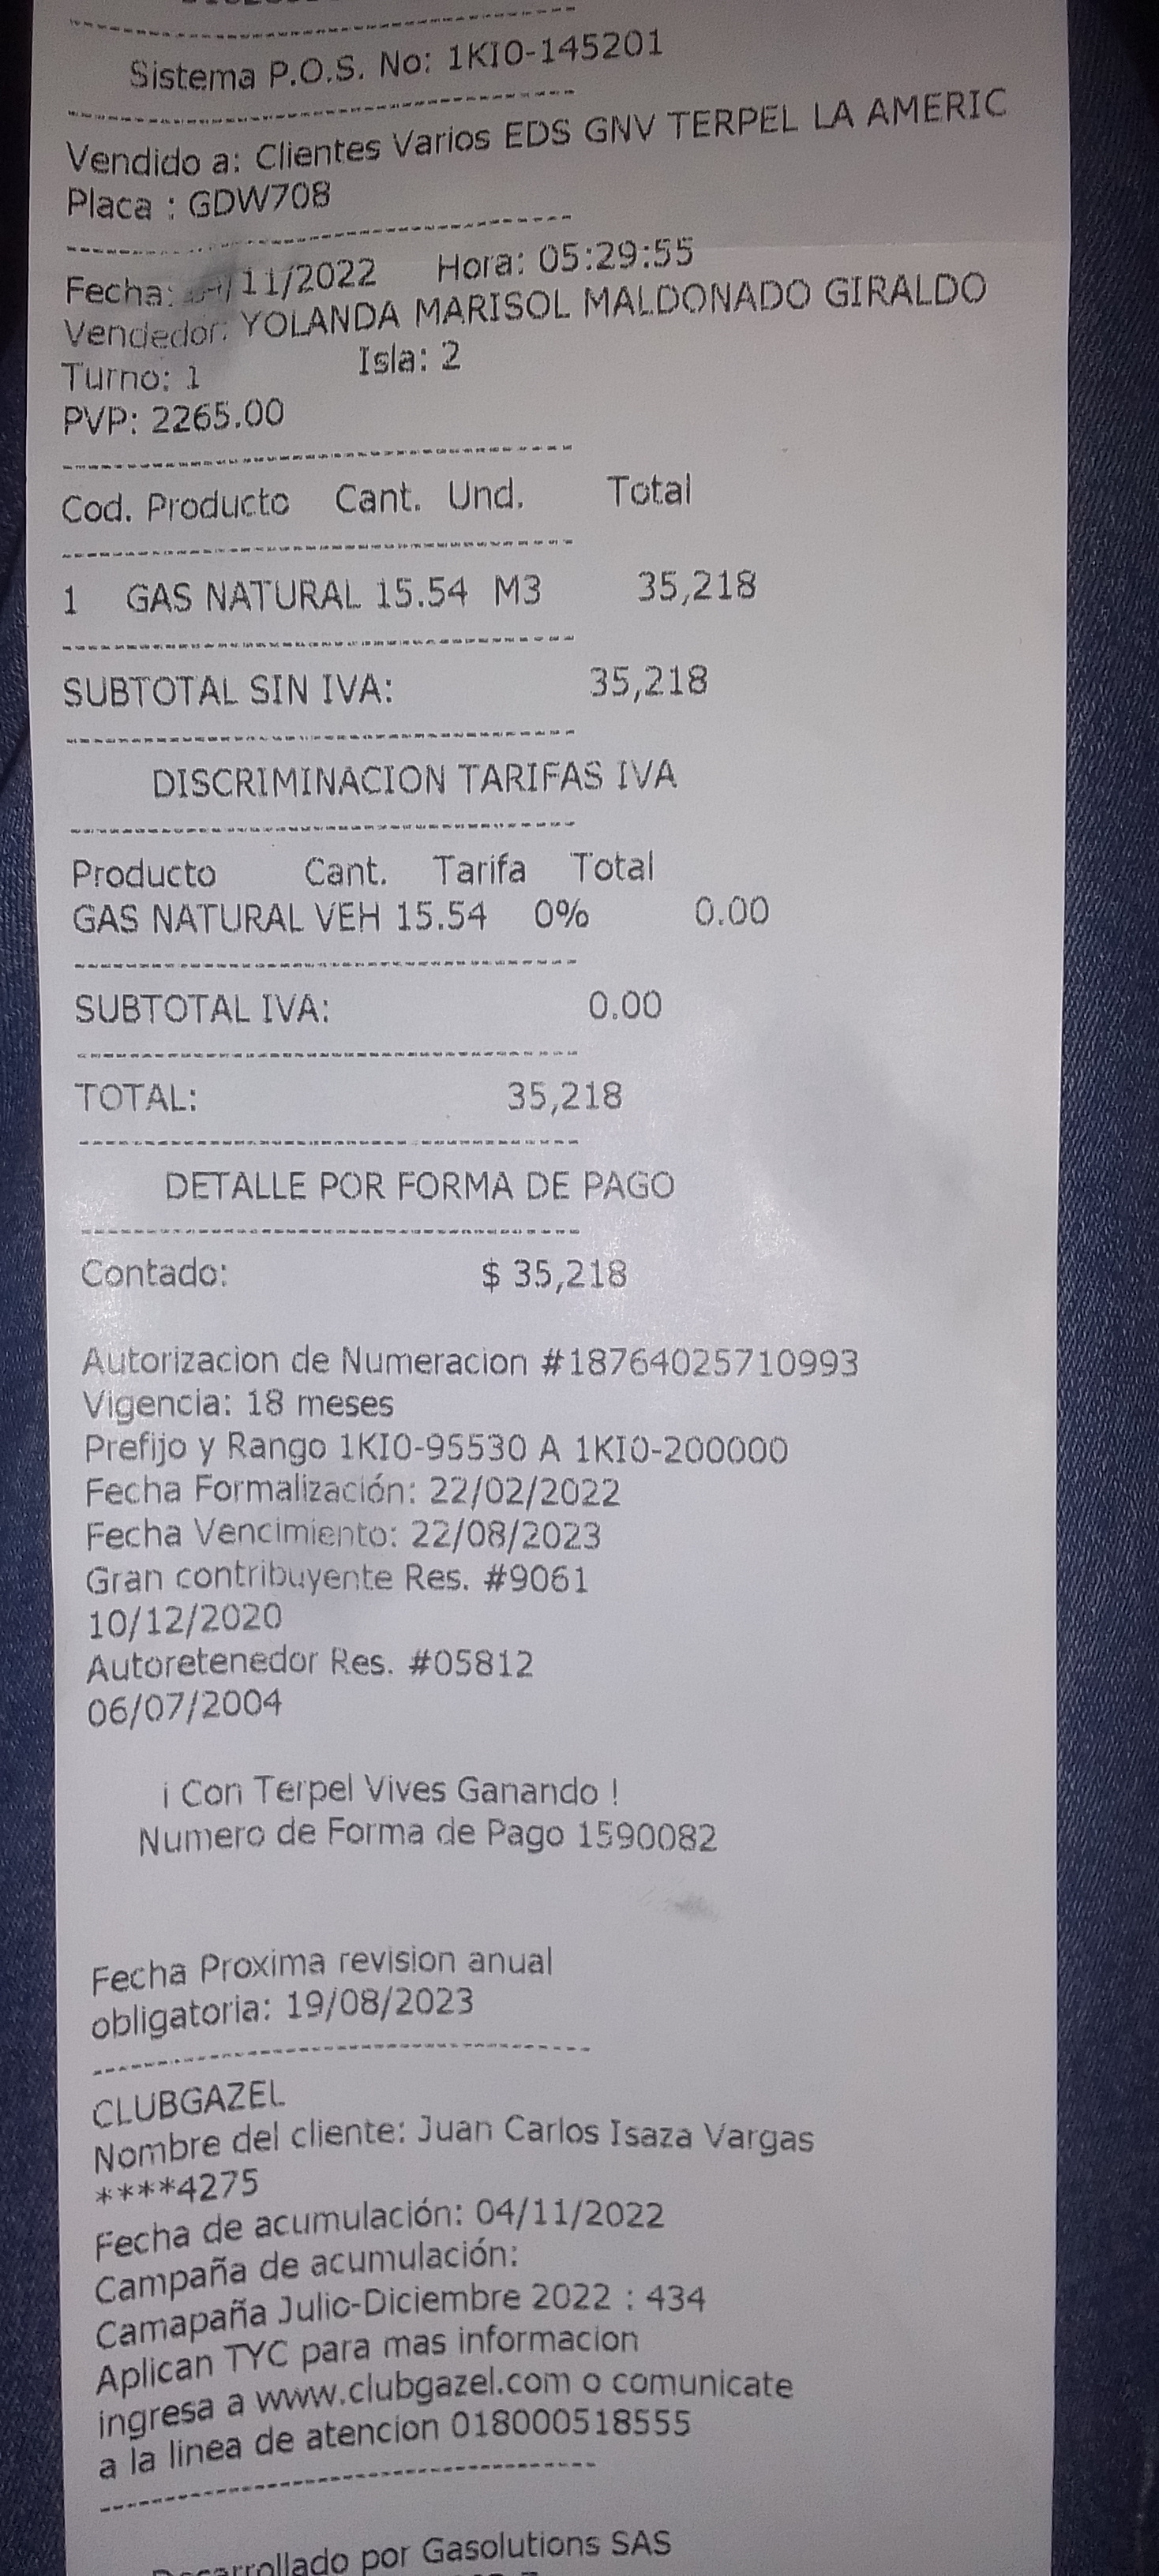 Sistema P.O.S. No: 1KI0-145201
Vendido a: Clientes Varios EDS GNV TERPEL LA AMERIC
Placa : GDW708
Fecha: /11/2022 Hora: 05:29:55
Vendedor: YOLANDA MARISOL MALDONADO GIRALDO
Turno: 1 Isla: 2
PVP: 2265.00
Cod. Producto Cant. Und. Total
1 GAS NATURAL 15.54 M3 35,218
SUBTOTAL SIN IVA: 35,218
DISCRIMINACION TARIFAS IVA
Producto Cant. Tarifa Total
GAS NATURAL VEH 15.54 0% 0.00
SUBTOTAL IVA: 0.00
TOTAL: 35,218
DETALLE POR FORMA DE PAGO
Contado: $ 35,218
Autorizacion de Numeracion #18764025710993
Vigencia: 18 meses
Prefijo y Rango 1KI0-95530 A 1KI0-200000
Fecha Formalización: 22/02/2022
Fecha Vencimiento: 22/08/2023
Gran contribuyente Res. #9061
10/12/2020
Autoretenedor Res. #05812
06/07/2004
¡ Con Terpel Vives Ganando !
Numero de Forma de Pago 1590082
Fecha Proxima revision anual
obligatoria: 19/08/2023
CLUBGAZEL
Nombre del cliente: Juan Carlos Isaza Vargas
****4275
Fecha de acumulación: 04/11/2022
Campaña de acumulación:
Camapaña Julio-Diciembre 2022 : 434
Aplican TYC para mas informacion
ingresa a www.clubgazel.com o comunicate
a la linea de atencion 018000518555
Desarrollado por Gasolutions SAS